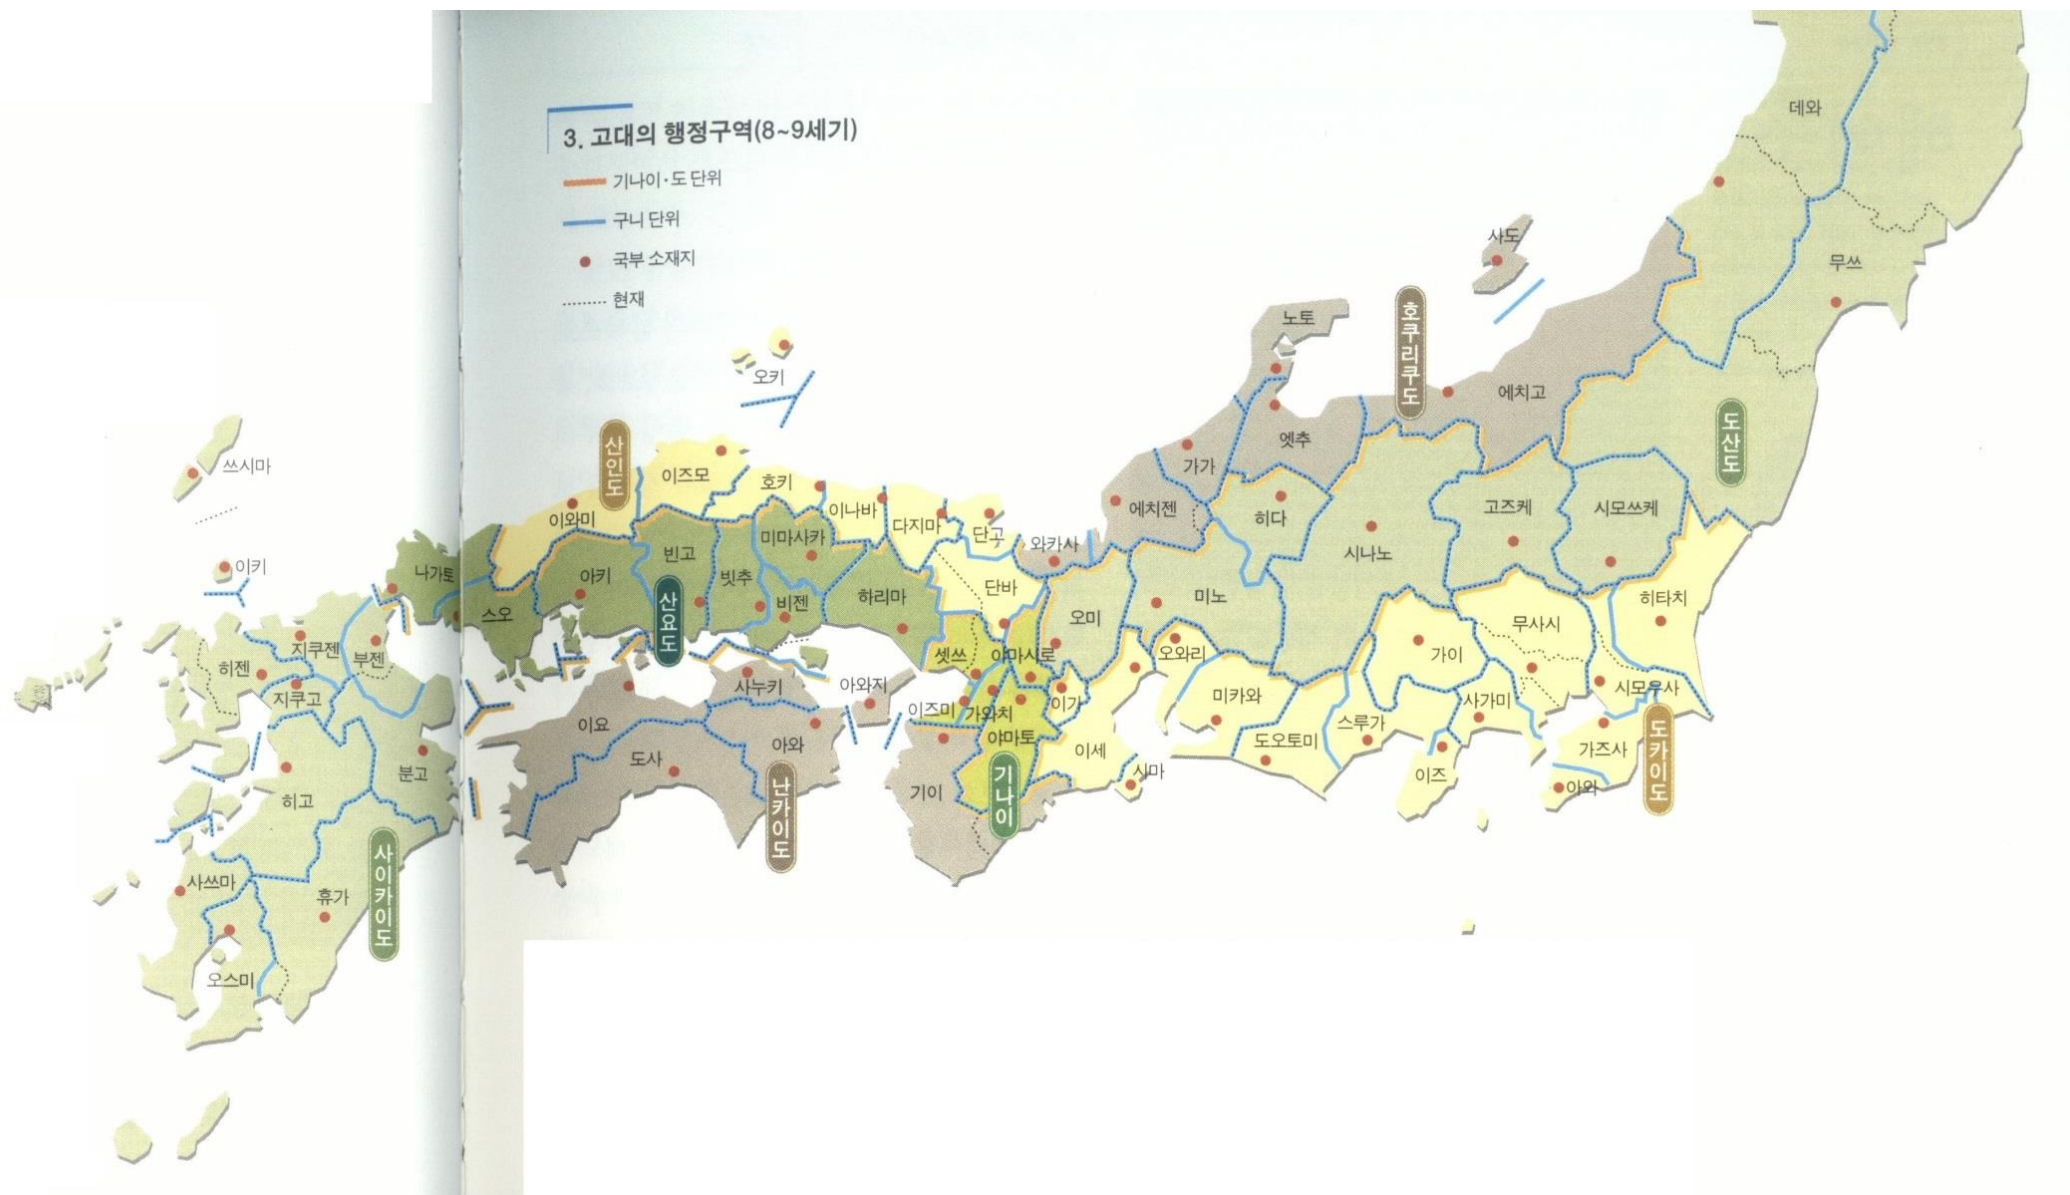 3. 고대의 행정구역(8~9세기)
기나이·도 단위
구니 단위
국부 소재지
현재
데와
사도
무쓰
노토
호쿠리쿠도
에치고
오키
엣추
도산도
산인도
쓰시마
이즈모
호키
가가
이나바
에치젠
히다
고즈케
시모쓰케
이와미
다지마
단고
와카사
미마사카
빈고
시나노
이키
나가토
아키
빗추
단바
비젠
하리마
미노
히타치
스오
산요도
오미
무사시
지쿠젠
부젠
히젠
셋쓰
야마시로
오와리
가이
지쿠고
사누키
아와지
시모우사
미카와
사가미
이즈미
가와치
이가
이요
스루가
아와
야마토
이세
도오토미
가즈사
도카이도
도사
분고
시마
이즈
아와
히고
난카이도
기이
기나이
사쓰마
휴가
사이카이도
오스미